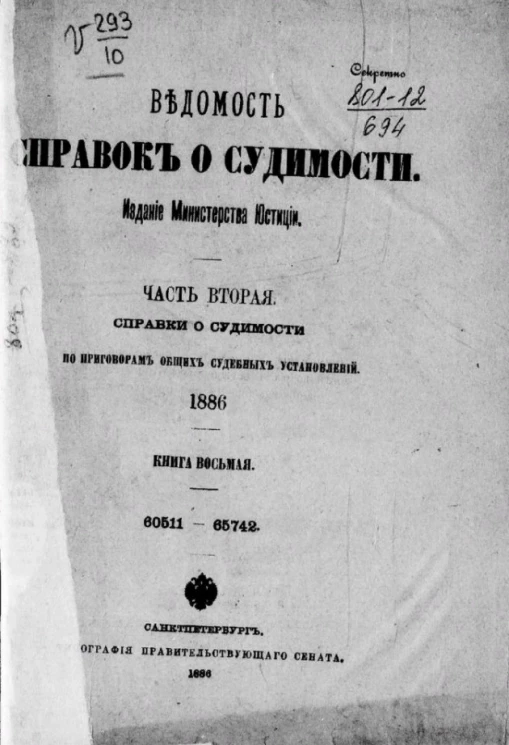 V 293
10
Секретно
801-12
694
ВѢДОМОСТЬ
СПРАВОКЪ О СУДИМОСТИ.
Изданіе Министерства Юстиціи.
ЧАСТЬ ВТОРАЯ.
СПРАВКИ О СУДИМОСТИ
ПО ПРИГОВОРАМЪ ОБЩИХЪ СУДЕБНЫХЪ УСТАНОВЛЕНІЙ.
1886
КНИГА ВОСЬМАЯ.
60511 — 65742.
САНКТПЕТЕРБУРГЪ.
ОГРАФІЯ ПРАВИТЕЛЬСТВУЮЩАГО СЕНАТА.
1886